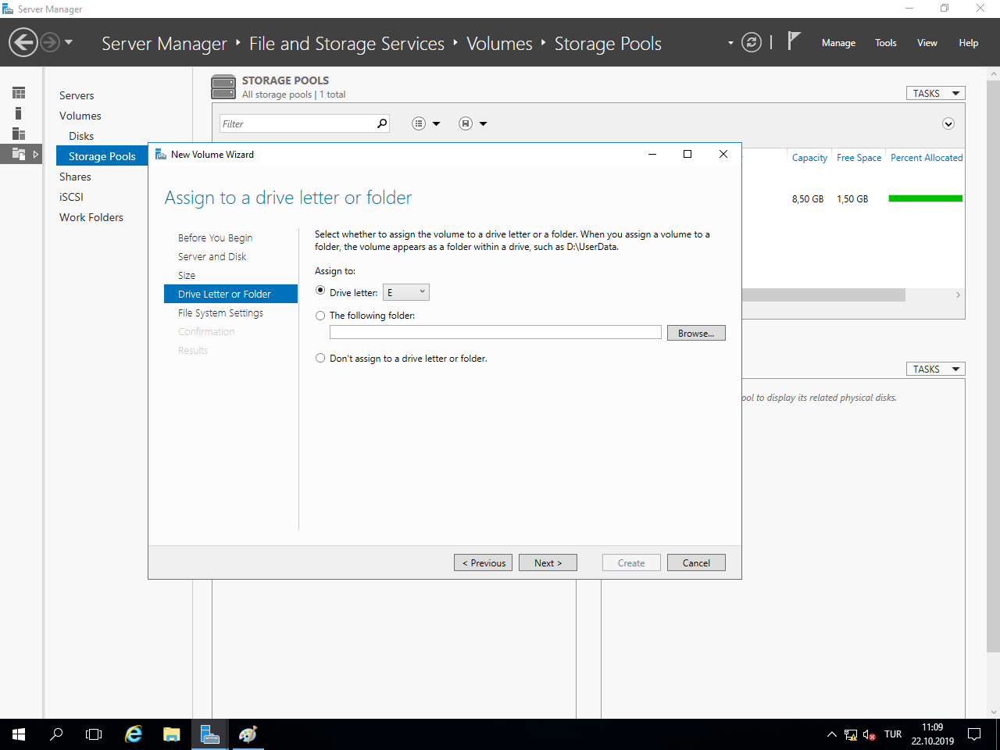 Server Manager
Server Manager ‣ File and Storage Services ‣ Volumes ‣ Storage Pools
Manage
Tools
View
Help
Servers
Volumes
Disks
Storage Pools
Shares
iSCSI
Work Folders
STORAGE POOLS
All storage pools | 1 total
TASKS
Filter
Capacity
Free Space
Percent Allocated
8,50 GB
1,50 GB
New Volume Wizard
Assign to a drive letter or folder
Before You Begin
Server and Disk
Size
Drive Letter or Folder
File System Settings
Confirmation
Results
Select whether to assign the volume to a drive letter or a folder. When you assign a volume to a
folder, the volume appears as a folder within a drive, such as D:\UserData.
Assign to:
Drive letter:
E
The following folder:
Browse...
Don't assign to a drive letter or folder.
< Previous
Next >
Create
Cancel
TASKS
ool to display its related physical disks.
TUR
11:09
22.10.2019